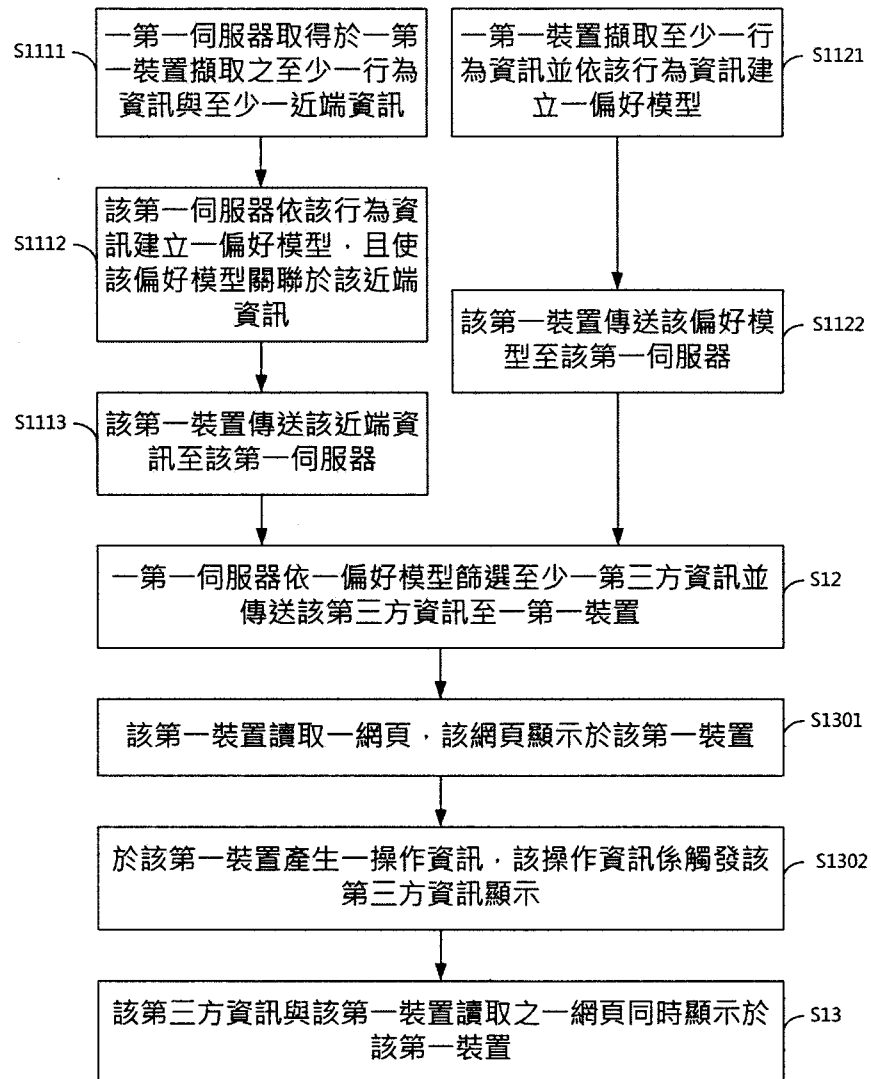 S1111
一第一伺服器取得於一第
一裝置擷取之至少一行為
資訊與至少一近端資訊
S1121
一第一裝置擷取至少一行
為資訊並依該行為資訊建
立一偏好模型
S1112
該第一伺服器依該行為資
訊建立一偏好模型，且使
該偏好模型關聯於該近端
資訊
S1122
該第一裝置傳送該偏好模
型至該第一伺服器
S1113
該第一裝置傳送該近端資
訊至該第一伺服器
一第一伺服器依一偏好模型篩選至少一第三方資訊並
傳送該第三方資訊至一第一裝置
S12
該第一裝置讀取一網頁，該網頁顯示於該第一裝置
S1301
於該第一裝置產生一操作資訊，該操作資訊係觸發該
第三方資訊顯示
S1302
該第三方資訊與該第一裝置讀取之一網頁同時顯示於
該第一裝置
S13